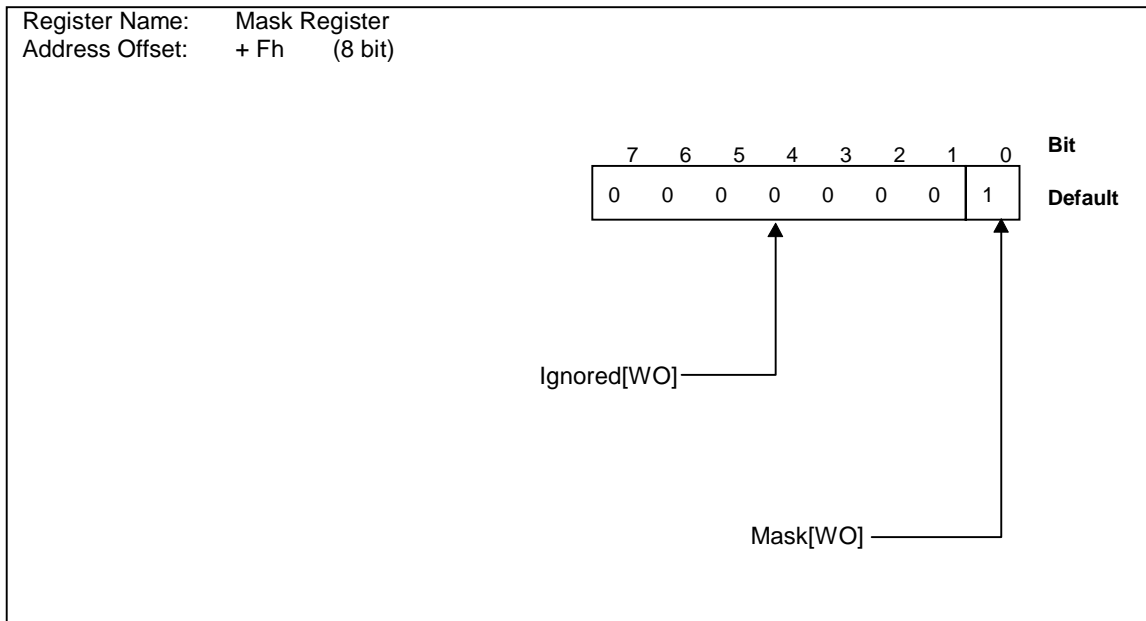 Register Name: Mask Register
Address Offset: + Fh (8 bit)
7 6 5 4 3 2 1 0 Bit
0 0 0 0 0 0 0 1 Default
Ignored[WO]
Mask[WO]